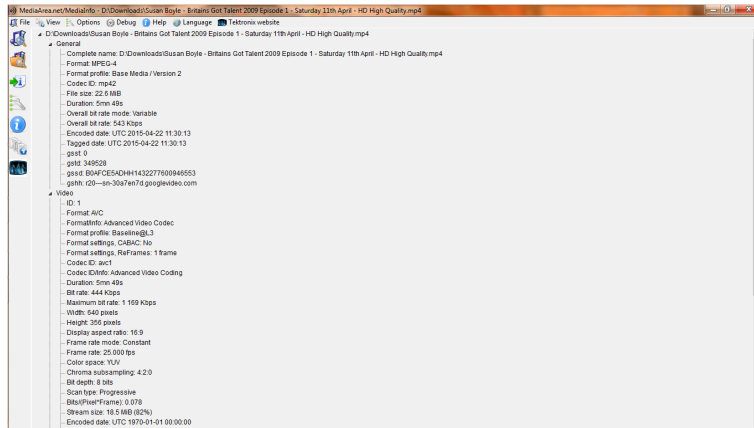 MediaArea.net/MediaInfo - D:\Downloads\Susan Boyle - Britains Got Talent 2009 Episode 1 - Saturday 11th April - HD High Quality.mp4
File View Options Debug Help Language Tektronix website
D:\Downloads\Susan Boyle - Britains Got Talent 2009 Episode 1 - Saturday 11th April - HD High Quality.mp4
General
Complete name: D:\Downloads\Susan Boyle - Britains Got Talent 2009 Episode 1 - Saturday 11th April - HD High Quality.mp4
Format: MPEG-4
Format profile: Base Media / Version 2
Codec ID: mp42
File size: 22.6 MiB
Duration: 5mn 49s
Overall bit rate mode: Variable
Overall bit rate: 543 Kbps
Encoded date: UTC 2015-04-22 11:30:13
Tagged date: UTC 2015-04-22 11:30:13
gsst: 0
gstd: 349528
gssd: B0AFCE5ADHH1432277600946553
gshh: r20---sn-30a7en7d.googlevideo.com
Video
ID: 1
Format: AVC
Format/Info: Advanced Video Codec
Format profile: Baseline@L3
Format settings, CABAC: No
Format settings, ReFrames: 1 frame
Codec ID: avc1
Codec ID/Info: Advanced Video Coding
Duration: 5mn 49s
Bit rate: 444 Kbps
Maximum bit rate: 1 169 Kbps
Width: 640 pixels
Height: 356 pixels
Display aspect ratio: 16:9
Frame rate mode: Constant
Frame rate: 25.000 fps
Color space: YUV
Chroma subsampling: 4:2:0
Bit depth: 8 bits
Scan type: Progressive
Bits/(Pixel*Frame): 0.078
Stream size: 18.5 MiB (82%)
Encoded date: UTC 1970-01-01 00:00:00